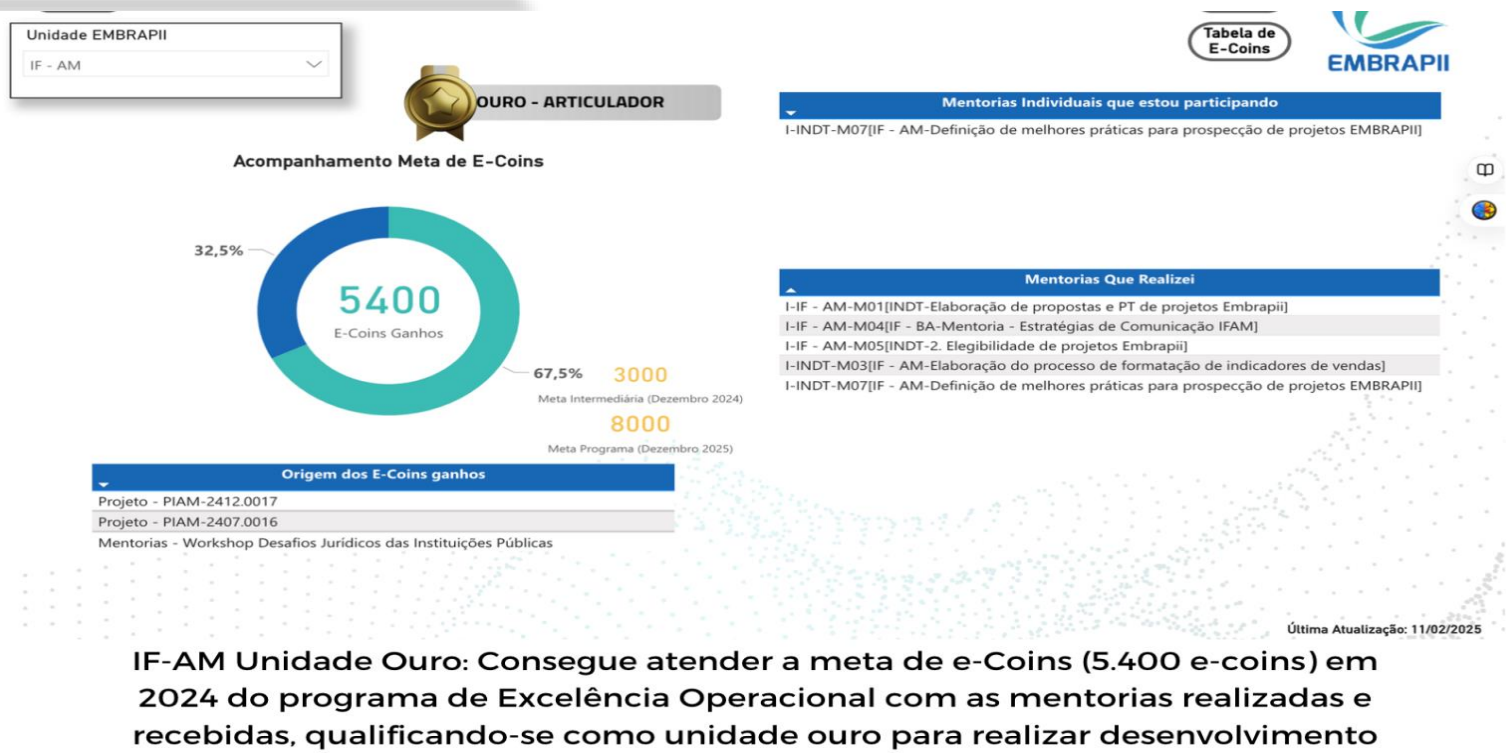 Unidade EMBRAPII
IF - AM
Tabela de
E-Coins
EMBRAPII
OURO - ARTICULADOR
Acompanhamento Meta de E-Coins
32,5%
5400
E-Coins Ganhos
67,5%
3000
Meta Intermediária (Dezembro 2024)
8000
Meta Programa (Dezembro 2025)
Origem dos E-Coins ganhos
Projeto - PIAM-2412.0017
Projeto - PIAM-2407.0016
Mentorias - Workshop Desafios Jurídicos das Instituições Públicas
Mentorias Individuais que estou participando
I-INDT-M07[IF - AM-Definição de melhores práticas para prospecção de projetos EMBRAPII]
Mentorias Que Realizei
I-IF - AM-M01[INDT-Elaboração de propostas e PT de projetos Embrapii]
I-IF - AM-M04[IF - BA-Mentoria - Estratégias de Comunicação IFAM]
I-IF - AM-M05[INDT-2. Elegibilidade de projetos Embrapii]
I-INDT-M03[IF - AM-Elaboração do processo de formatação de indicadores de vendas]
I-INDT-M07[IF - AM-Definição de melhores práticas para prospecção de projetos EMBRAPII]
Última Atualização: 11/02/2025
IF-AM Unidade Ouro: Consegue atender a meta de e-Coins (5.400 e-coins) em
2024 do programa de Excelência Operacional com as mentorias realizadas e
recebidas, qualificando-se como unidade ouro para realizar desenvolvimento